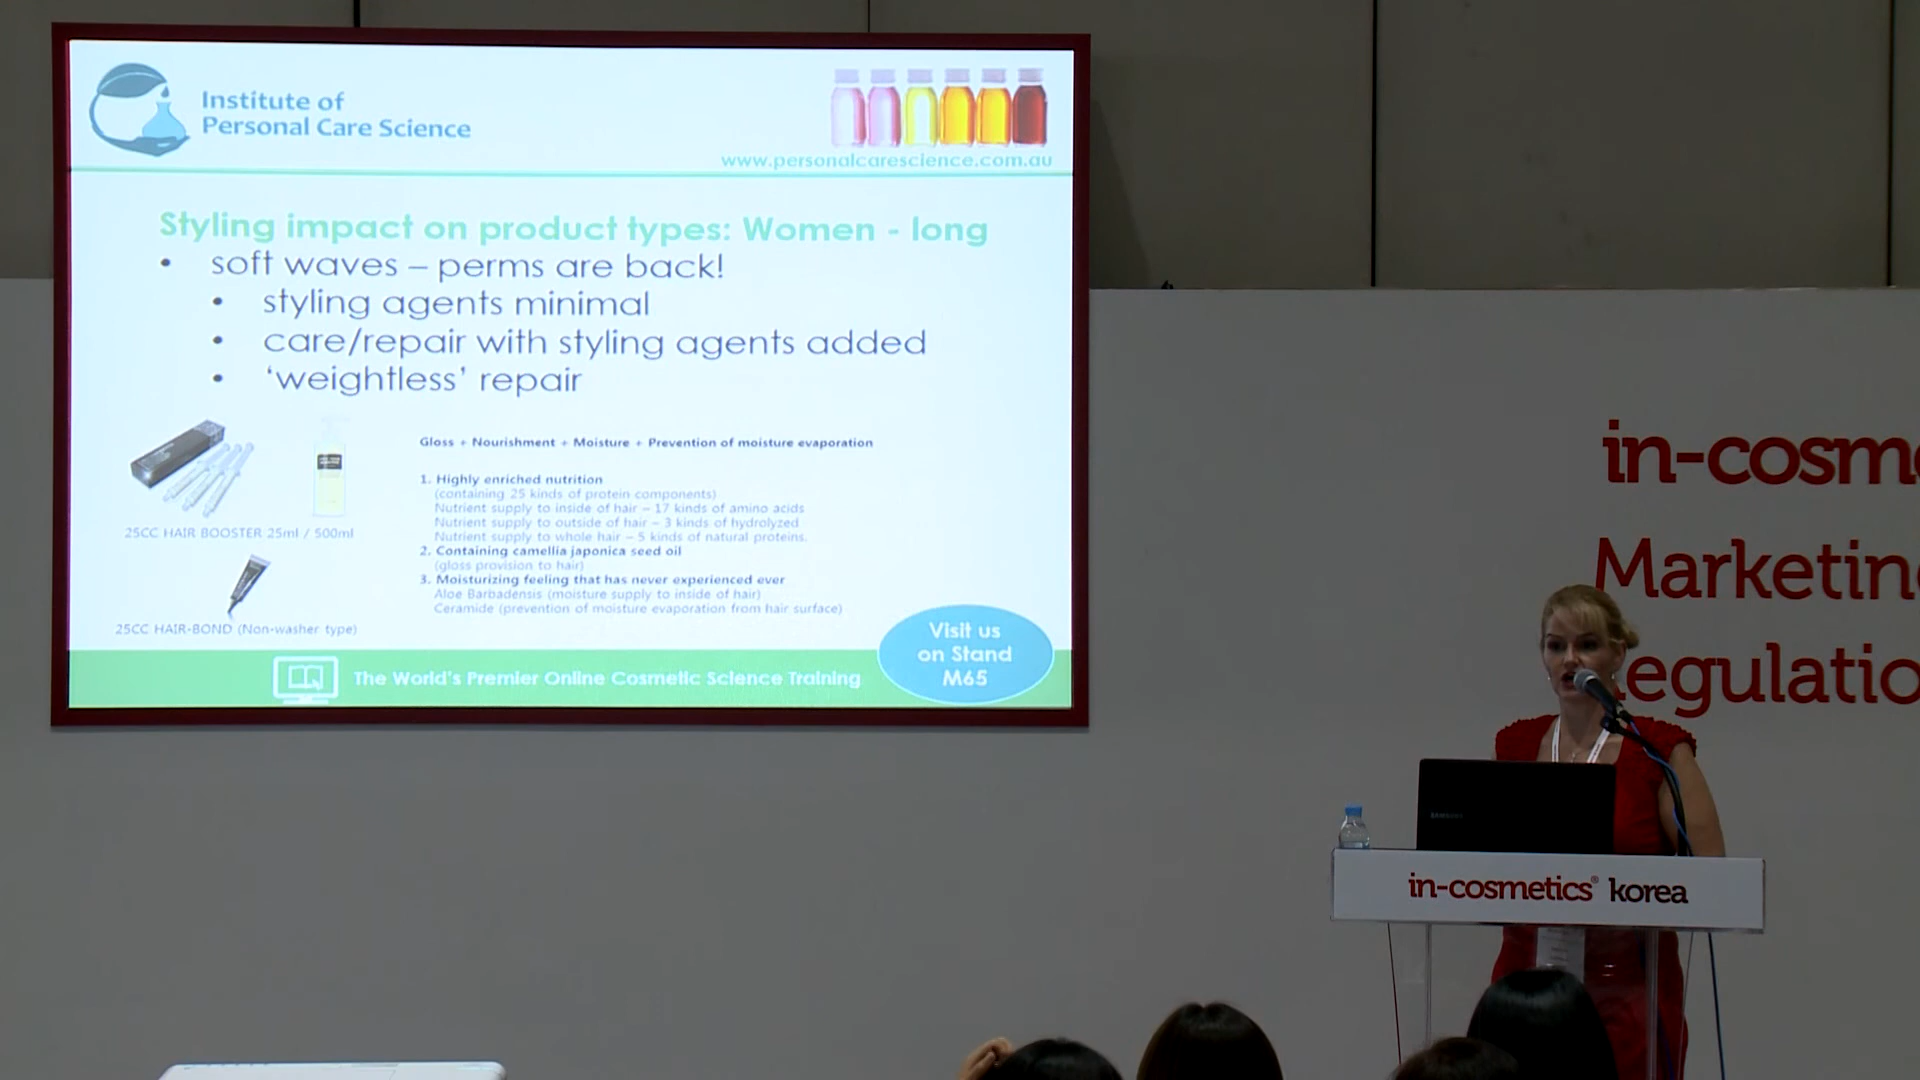 Institute of
Personal Care Science
www.personalcarescience.com.au
Styling impact on product types: Women - long
• soft waves – perms are back!
• styling agents minimal
• care/repair with styling agents added
• ‘weightless’ repair
Gloss + Nourishment + Moisture + Prevention of moisture evaporation
1. Highly enriched nutrition
(containing 25 kinds of protein components)
Nutrient supply to inside of hair – 17 kinds of amino acids
Nutrient supply to outside of hair – 3 kinds of hydrolyzed
Nutrient supply to whole hair – 5 kinds of natural proteins.
2. Containing camellia japonica seed oil
(gloss provision to hair)
3. Moisturizing feeling that has never experienced ever
Aloe Barbadensis (moisture supply to inside of hair)
Ceramide (prevention of moisture evaporation from hair surface)
25CC HAIR BOOSTER 25ml / 500ml
25CC HAIR-BOND (Non-washer type)
The World's Premier Online Cosmetic Science Training
Visit us
on Stand
M65
in-cosme
Marketin
egulatio
SAMSUNG
in-cosmetics® korea